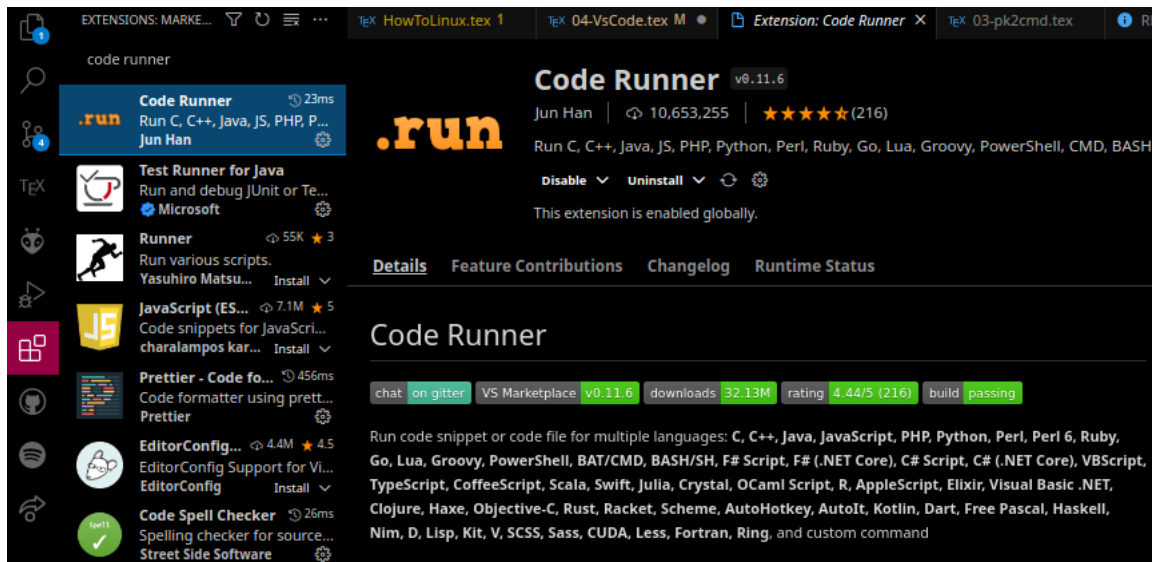 EXTENSIONS: MARKE...
HowToLinux.tex 1
04-VsCode.tex M
Extension: Code Runner
03-pk2cmd.tex
1
code runner
Code Runner 23ms
Run C, C++, Java, JS, PHP, P...
Jun Han
4
Test Runner for Java
Run and debug JUnit or Te...
Microsoft
TEX
Runner 55K 3
Run various scripts.
Yasuhiro Matsu... Install
JavaScript (ES... 7.1M 5
Code snippets for JavaScri...
charalampos kar... Install
JS
Prettier - Code fo... 456ms
Code formatter using prett...
Prettier
EditorConfig... 4.4M 4.5
EditorConfig Support for Vi...
EditorConfig Install
Code Spell Checker 26ms
Spelling checker for source...
Street Side Software
Spell
.run
.run
Code Runner v0.11.6
Jun Han 10,653,255 (216)
Run C, C++, Java, JS, PHP, Python, Perl, Ruby, Go, Lua, Groovy, PowerShell, CMD, BASH
Disable Uninstall
This extension is enabled globally.
Details Feature Contributions Changelog Runtime Status
Code Runner
chat on gitter VS Marketplace v0.11.6 downloads 32.13M rating 4.44/5 (216) build passing
Run code snippet or code file for multiple languages: C, C++, Java, JavaScript, PHP, Python, Perl, Perl 6, Ruby,
Go, Lua, Groovy, PowerShell, BAT/CMD, BASH/SH, F# Script, F# (.NET Core), C# Script, C# (.NET Core), VBScript,
TypeScript, CoffeeScript, Scala, Swift, Julia, Crystal, OCaml Script, R, AppleScript, Elixir, Visual Basic .NET,
Clojure, Haxe, Objective-C, Rust, Racket, Scheme, AutoHotkey, AutoIt, Kotlin, Dart, Free Pascal, Haskell,
Nim, D, Lisp, Kit, V, SCSS, Sass, CUDA, Less, Fortran, Ring, and custom command